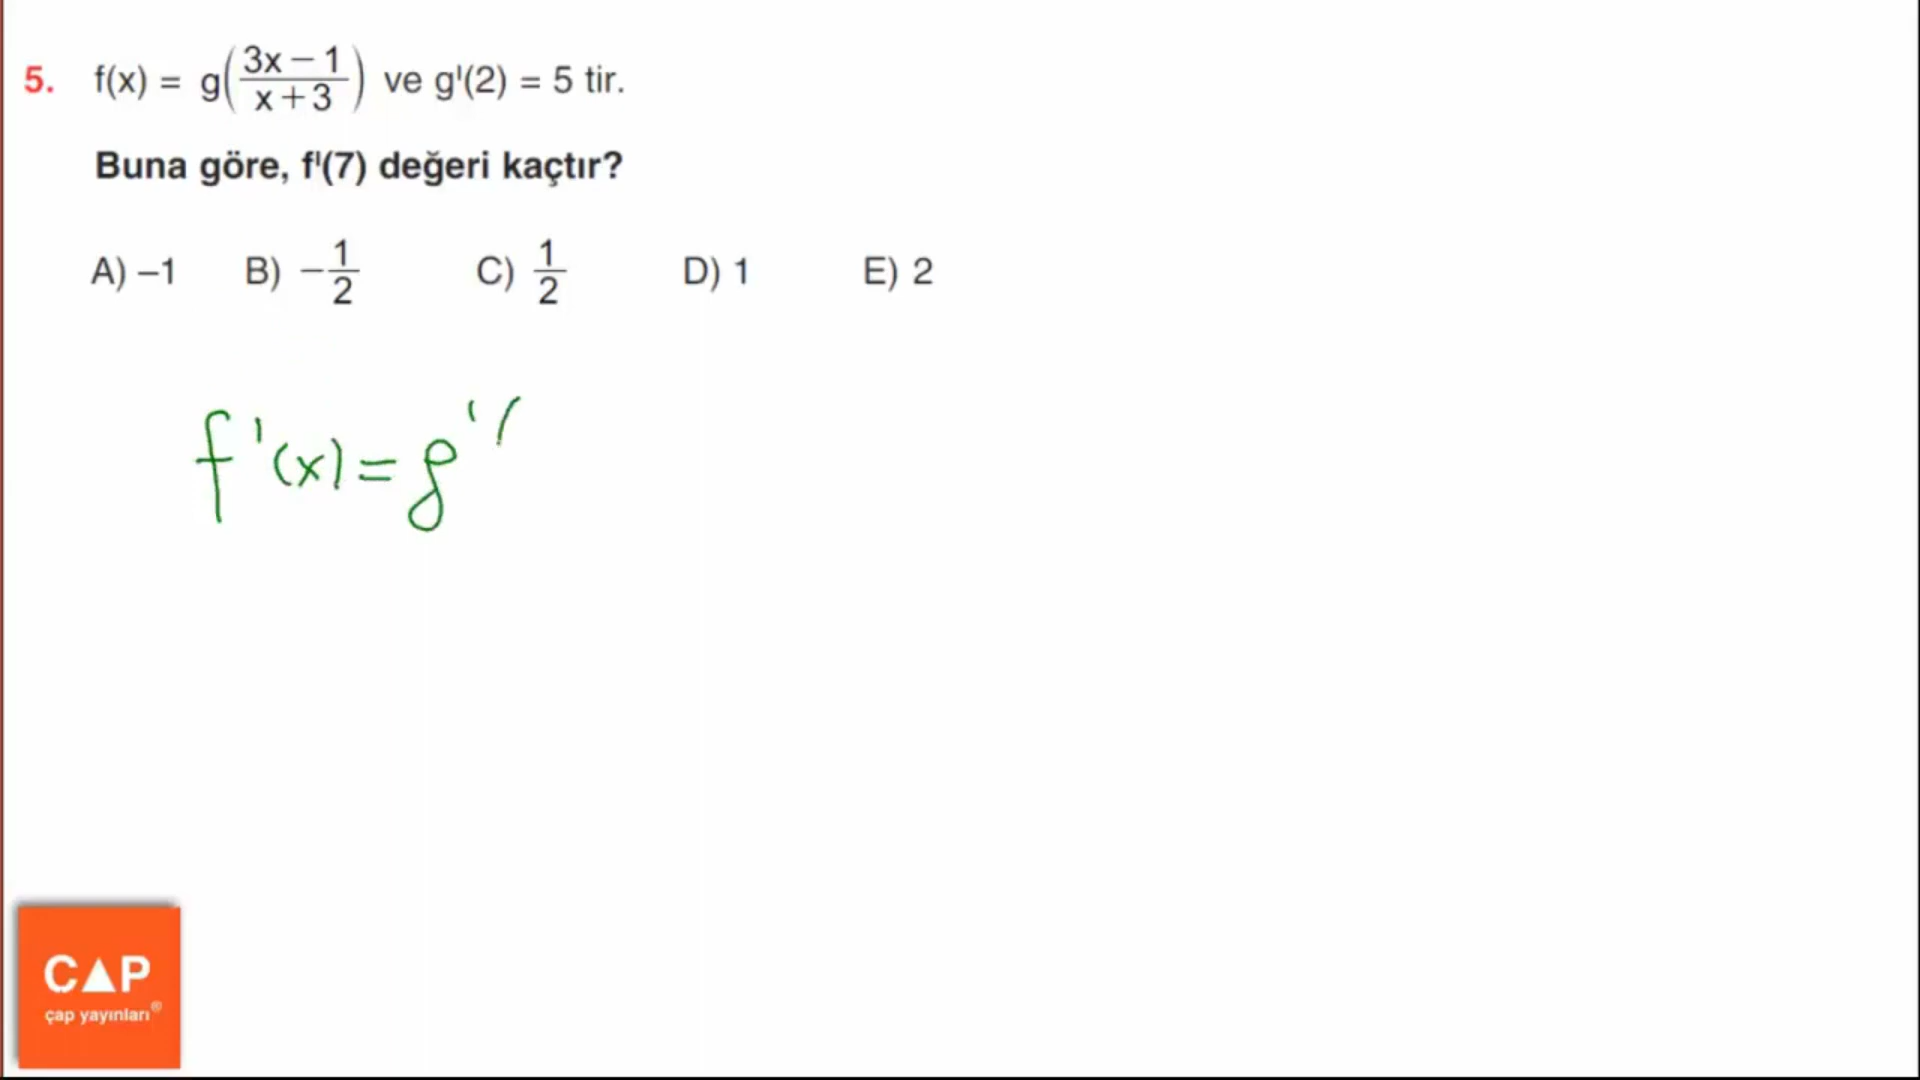 5. f(x) = g((3x − 1)/(x + 3)) ve g'(2) = 5 tir.
Buna göre, f'(7) değeri kaçtır?
A) –1 B) −1/2 C) 1/2 D) 1 E) 2
f'(x) = g'(
CAP
çap yayınları®